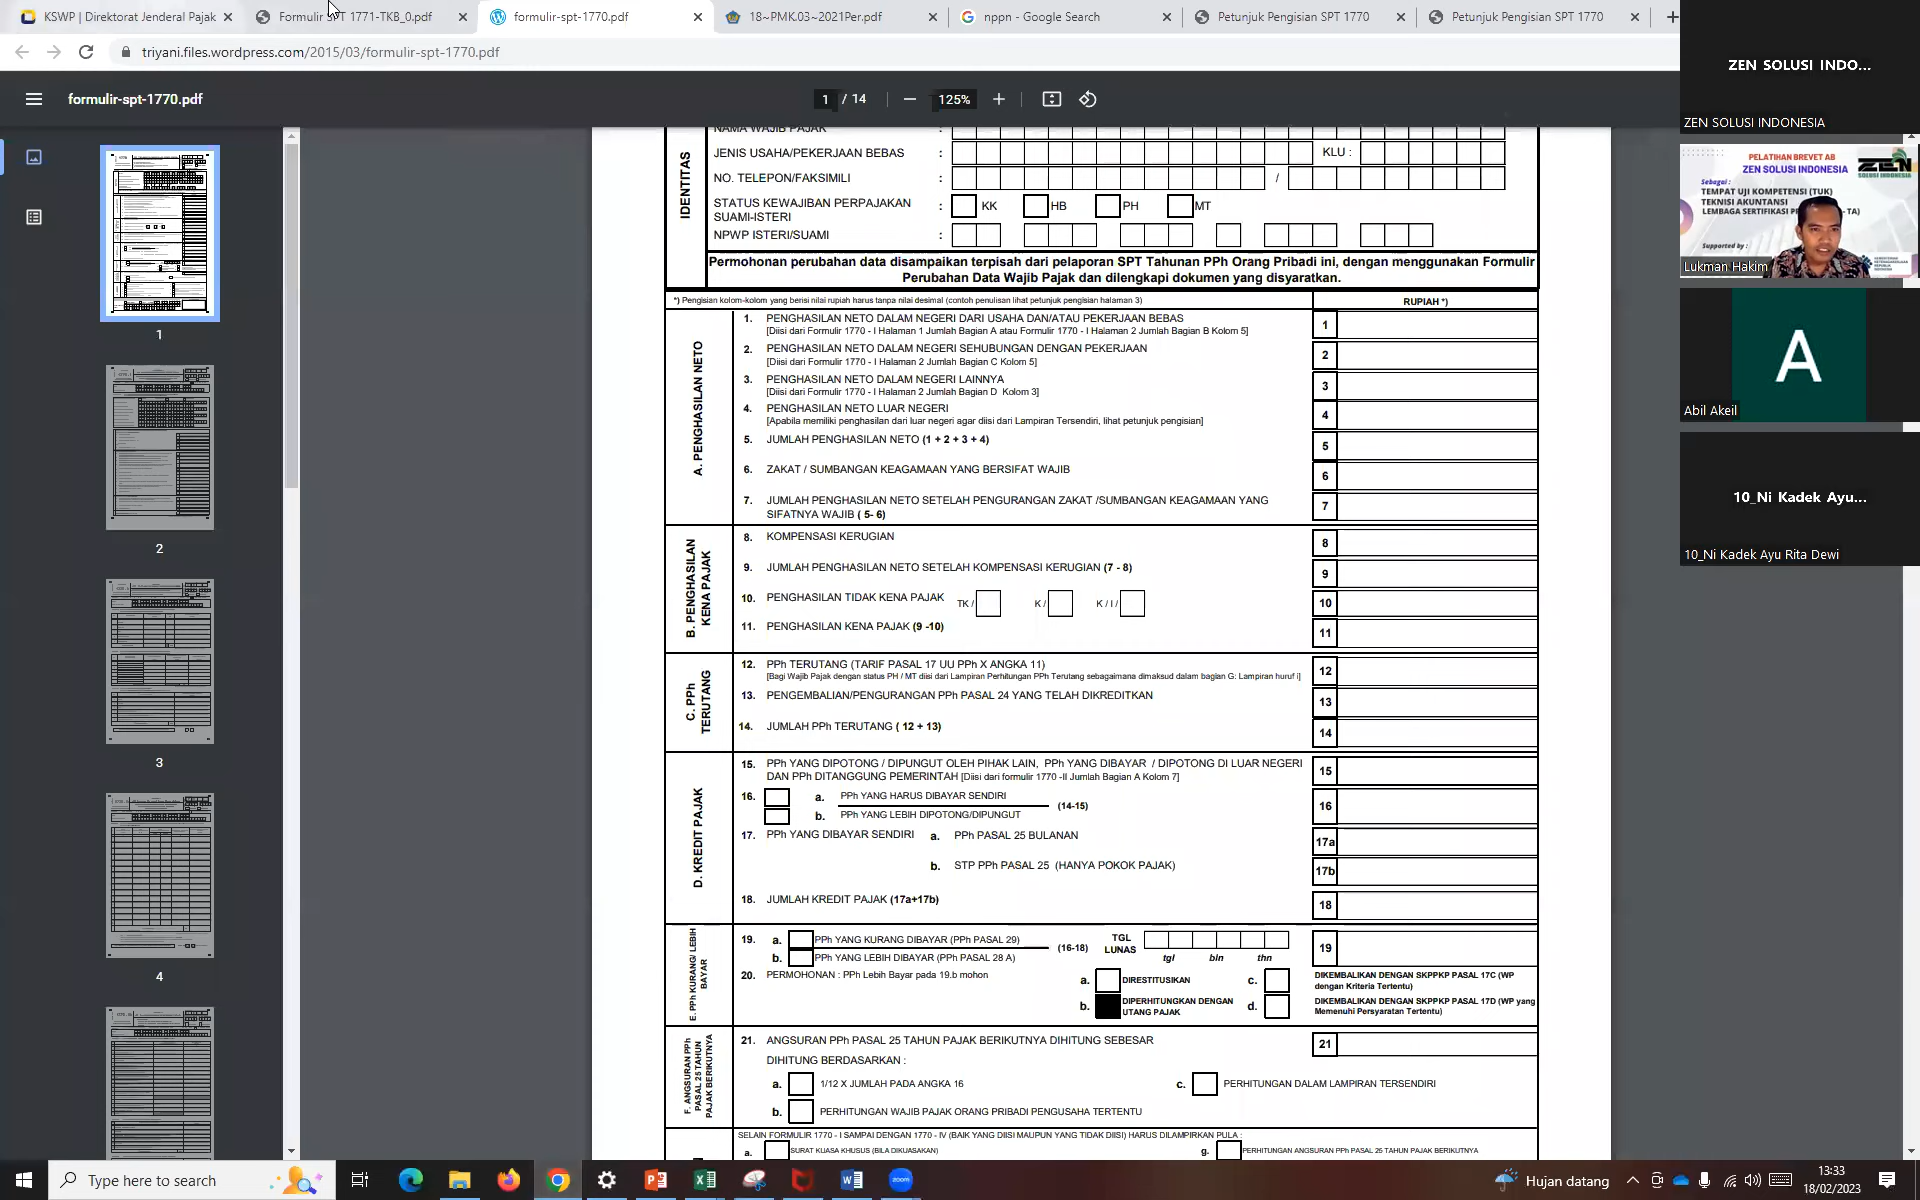 KSWP | Direktorat Jenderal Pajak
Formulir SPT 1771-TKB_0.pdf
formulir-spt-1770.pdf
18~PMK.03~2021Per.pdf
nppn - Google Search
Petunjuk Pengisian SPT 1770
Petunjuk Pengisian SPT 1770
triyani.files.wordpress.com/2015/03/formulir-spt-1770.pdf
formulir-spt-1770.pdf
1 / 14
125%
1
2
3
4
IDENTITAS
NAMA WAJIB PAJAK :
JENIS USAHA/PEKERJAAN BEBAS :
KLU :
NO. TELEPON/FAKSIMILI : /
STATUS KEWAJIBAN PERPAJAKAN SUAMI-ISTERI : KK HB PH MT
NPWP ISTERI/SUAMI :
Permohonan perubahan data disampaikan terpisah dari pelaporan SPT Tahunan PPh Orang Pribadi ini, dengan menggunakan Formulir
Perubahan Data Wajib Pajak dan dilengkapi dokumen yang disyaratkan.
*) Pengisian kolom-kolom yang berisi nilai rupiah harus tanpa nilai desimal (contoh penulisan lihat petunjuk pengisian halaman 3)
RUPIAH *)
A. PENGHASILAN NETO
1. PENGHASILAN NETO DALAM NEGERI DARI USAHA DAN/ATAU PEKERJAAN BEBAS
[Diisi dari Formulir 1770 - I Halaman 1 Jumlah Bagian A atau Formulir 1770 - I Halaman 2 Jumlah Bagian B Kolom 5]
1
2. PENGHASILAN NETO DALAM NEGERI SEHUBUNGAN DENGAN PEKERJAAN
[Diisi dari Formulir 1770 - I Halaman 2 Jumlah Bagian C Kolom 5]
2
3. PENGHASILAN NETO DALAM NEGERI LAINNYA
[Diisi dari Formulir 1770 - I Halaman 2 Jumlah Bagian D Kolom 3]
3
4. PENGHASILAN NETO LUAR NEGERI
[Apabila memiliki penghasilan dari luar negeri agar diisi dari Lampiran Tersendiri, lihat petunjuk pengisian]
4
5. JUMLAH PENGHASILAN NETO (1 + 2 + 3 + 4)
5
6. ZAKAT / SUMBANGAN KEAGAMAAN YANG BERSIFAT WAJIB
6
7. JUMLAH PENGHASILAN NETO SETELAH PENGURANGAN ZAKAT /SUMBANGAN KEAGAMAAN YANG
SIFATNYA WAJIB ( 5- 6)
7
B. PENGHASILAN KENA PAJAK
8. KOMPENSASI KERUGIAN
8
9. JUMLAH PENGHASILAN NETO SETELAH KOMPENSASI KERUGIAN (7 - 8)
9
10. PENGHASILAN TIDAK KENA PAJAK TK / K / K / I /
10
11. PENGHASILAN KENA PAJAK (9 -10)
11
C. PPh TERUTANG
12. PPh TERUTANG (TARIF PASAL 17 UU PPh X ANGKA 11)
[Bagi Wajib Pajak dengan status PH / MT diisi dari Lampiran Perhitungan PPh Terutang sebagaimana dimaksud dalam bagian G: Lampiran huruf i]
12
13. PENGEMBALIAN/PENGURANGAN PPh PASAL 24 YANG TELAH DIKREDITKAN
13
14. JUMLAH PPh TERUTANG ( 12 + 13)
14
D. KREDIT PAJAK
15. PPh YANG DIPOTONG / DIPUNGUT OLEH PIHAK LAIN, PPh YANG DIBAYAR / DIPOTONG DI LUAR NEGERI
DAN PPh DITANGGUNG PEMERINTAH [Diisi dari formulir 1770 -II Jumlah Bagian A Kolom 7]
15
16. a. PPh YANG HARUS DIBAYAR SENDIRI
b. PPh YANG LEBIH DIPOTONG/DIPUNGUT
(14-15)
16
17. PPh YANG DIBAYAR SENDIRI a. PPh PASAL 25 BULANAN
17a
b. STP PPh PASAL 25 (HANYA POKOK PAJAK)
17b
18. JUMLAH KREDIT PAJAK (17a+17b)
18
E. PPh KURANG/ LEBIH BAYAR
19. a. PPh YANG KURANG DIBAYAR (PPh PASAL 29)
b. PPh YANG LEBIH DIBAYAR (PPh PASAL 28 A)
(16-18)
TGL LUNAS
tgl bln thn
19
20. PERMOHONAN : PPh Lebih Bayar pada 19.b mohon
a. DIRESTITUSIKAN
b. DIPERHITUNGKAN DENGAN UTANG PAJAK
c. DIKEMBALIKAN DENGAN SKPPKP PASAL 17C (WP dengan Kriteria Tertentu)
d. DIKEMBALIKAN DENGAN SKPPKP PASAL 17D (WP yang Memenuhi Persyaratan Tertentu)
F. ANGSURAN PPh PASAL 25 TAHUN PAJAK BERIKUTNYA
21. ANGSURAN PPh PASAL 25 TAHUN PAJAK BERIKUTNYA DIHITUNG SEBESAR
21
DIHITUNG BERDASARKAN :
a. 1/12 X JUMLAH PADA ANGKA 16
c. PERHITUNGAN DALAM LAMPIRAN TERSENDIRI
b. PERHITUNGAN WAJIB PAJAK ORANG PRIBADI PENGUSAHA TERTENTU
SELAIN FORMULIR 1770 - I SAMPAI DENGAN 1770 - IV (BAIK YANG DIISI MAUPUN YANG TIDAK DIISI) HARUS DILAMPIRKAN PULA :
a. SURAT KUASA KHUSUS (BILA DIKUASAKAN)
g. PERHITUNGAN ANGSURAN PPh PASAL 25 TAHUN PAJAK BERIKUTNYA
ZEN SOLUSI INDO...
ZEN SOLUSI INDONESIA
PELATIHAN BREVET AB
ZEN SOLUSI INDONESIA
ZEN
SOLUSI INDONESIA
Sebagai :
TEMPAT UJI KOMPETENSI (TUK)
TEKNISI AKUNTANSI
LEMBAGA SERTIFIKASI
TA)
Supported by :
Lukman Hakim
A
Abil Akeil
10_Ni Kadek Ayu...
10_Ni Kadek Ayu Rita Dewi
Type here to search
zoom
Hujan datang
13:33
18/02/2023